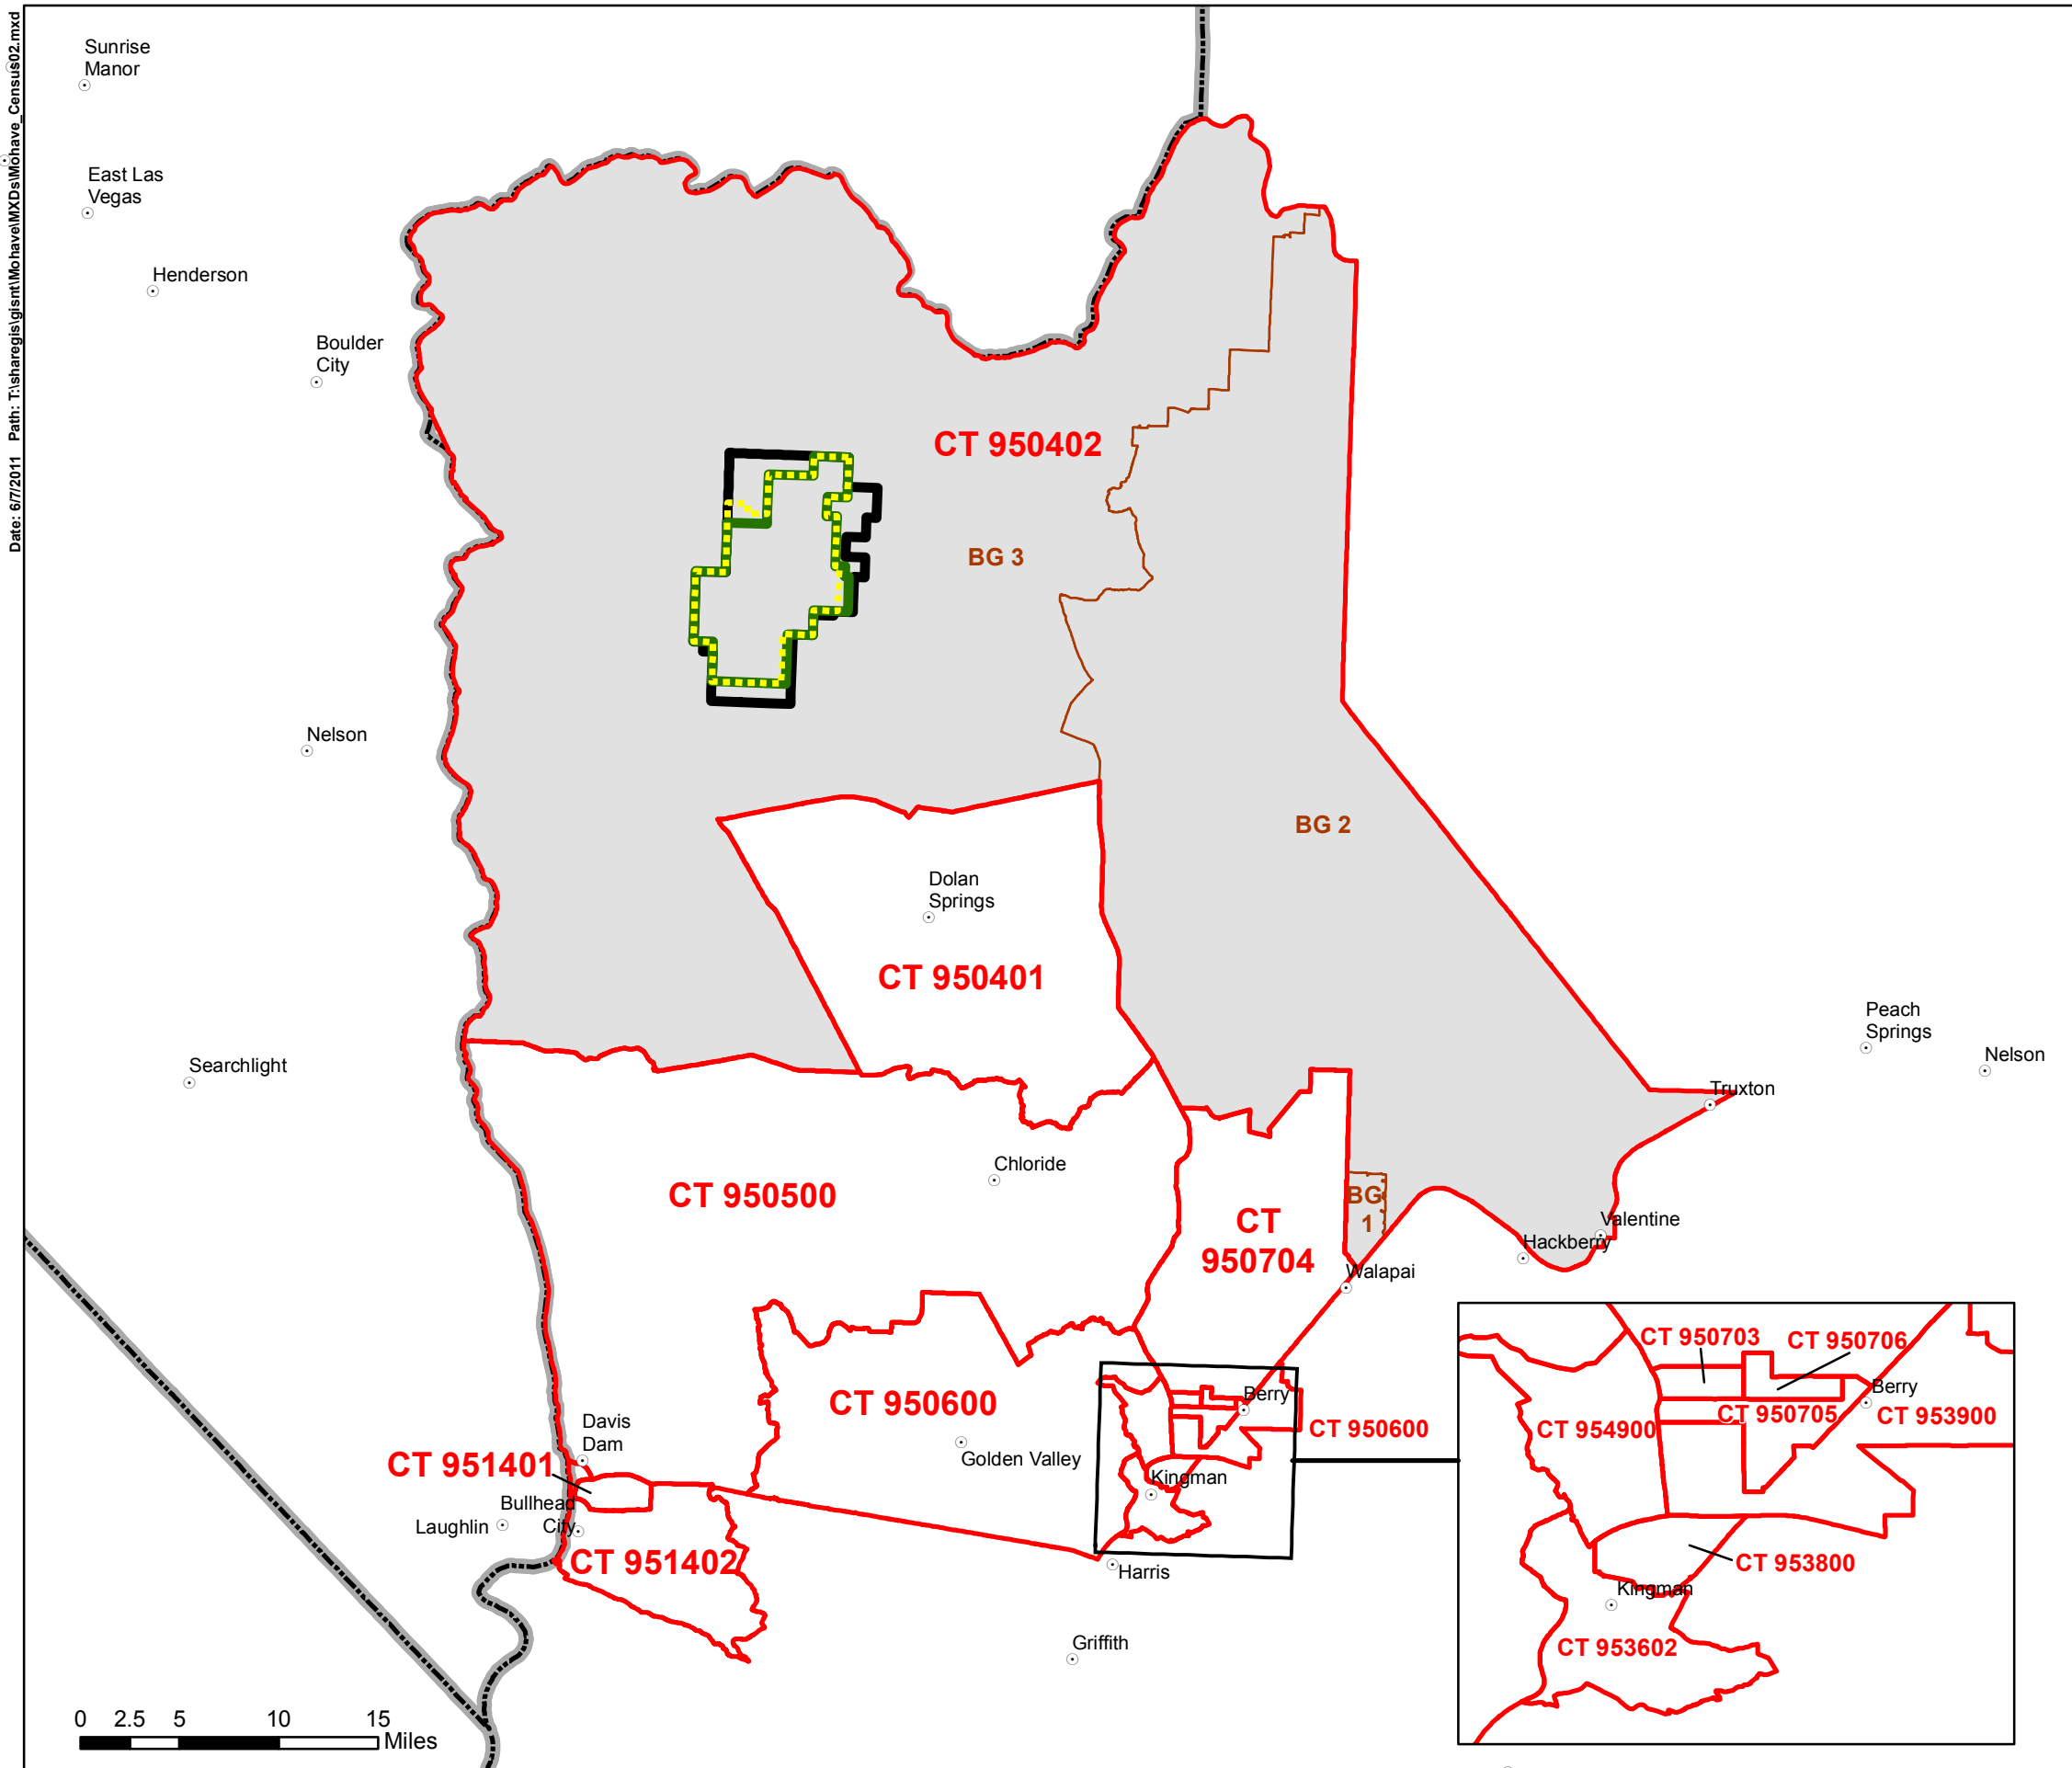 Date: 6/7/2011 Path: T:\sharegis\gisnt\Mohave\MXDs\Mohave_Census02.mxd
Sunrise
Manor
East Las
Vegas
Henderson
Boulder
City
CT 950402
BG 3
Nelson
BG 2
Dolan
Springs
CT 950401
Peach
Springs
Nelson
Searchlight
Truxton
Chloride
CT 950500
BG
1
CT
950704
Valentine
Hackberry
Walapai
CT 950703
CT 950706
Berry
CT 950705
CT 953900
CT 954900
CT 953800
Kingman
CT 953602
CT 950600
Berry
CT 950600
Davis
Dam
Golden Valley
CT 951401
Kingman
Bullhead
City
Laughlin
CT 951402
Harris
Griffith
0 2.5 5 10 15
Miles